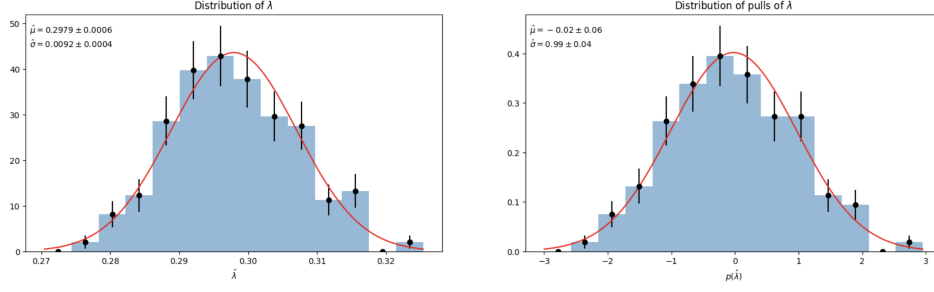 Distribution of λ
μ̂ = 0.2979 ± 0.0006
σ̂ = 0.0092 ± 0.0004
50
40
30
20
10
0
0.27 0.28 0.29 0.30 0.31 0.32
λ̂
Distribution of pulls of λ
μ̂ = −0.02 ± 0.06
σ̂ = 0.99 ± 0.04
0.4
0.3
0.2
0.1
0.0
−3 −2 −1 0 1 2 3
p(λ̂)